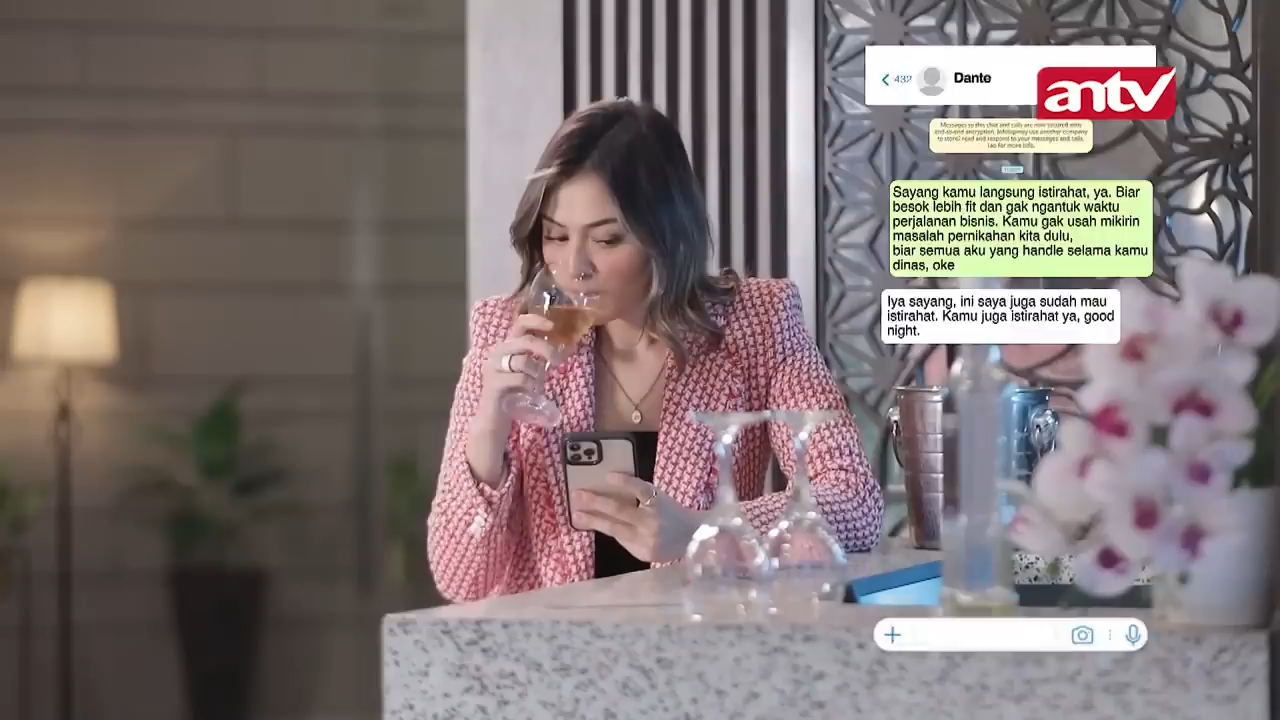 432 Dante
antv
Sayang kamu langsung istirahat, ya. Biar
besok lebih fit dan gak ngantuk waktu
perjalanan bisnis. Kamu gak usah mikirin
masalah pernikahan kita dulu,
biar semua aku yang handle selama kamu
dinas, oke
Iya sayang, ini saya juga sudah mau
istirahat. Kamu juga istirahat ya, good
night.